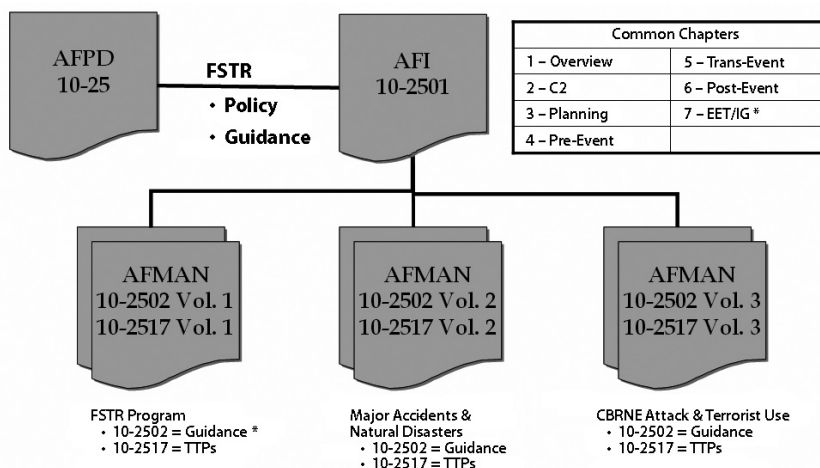 AFPD
10-25
FSTR
• Policy
• Guidance
AFI
10-2501
Common Chapters
1 – Overview
5 – Trans-Event
2 – C2
6 – Post-Event
3 – Planning
7 – EET/IG *
4 – Pre-Event
AFMAN
10-2502 Vol. 1
10-2517 Vol. 1
AFMAN
10-2502 Vol. 2
10-2517 Vol. 2
AFMAN
10-2502 Vol. 3
10-2517 Vol. 3
FSTR Program
• 10-2502 = Guidance *
• 10-2517 = TTPs
Major Accidents &
Natural Disasters
• 10-2502 = Guidance
• 10-2517 = TTPs
CBRNE Attack & Terrorist Use
• 10-2502 = Guidance
• 10-2517 = TTPs